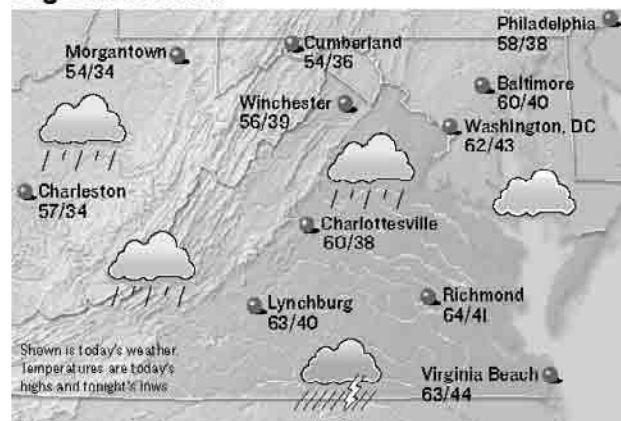 Philadelphia
58/38
Morgantown
54/34
Cumberland
54/36
Baltimore
60/40
Winchester
56/39
Washington, DC
62/43
Charleston
57/34
Charlottesville
60/38
Lynchburg
63/40
Richmond
64/41
Shown is today's weather.
Temperatures are today's
highs and tonight's lows
Virginia Beach
63/44